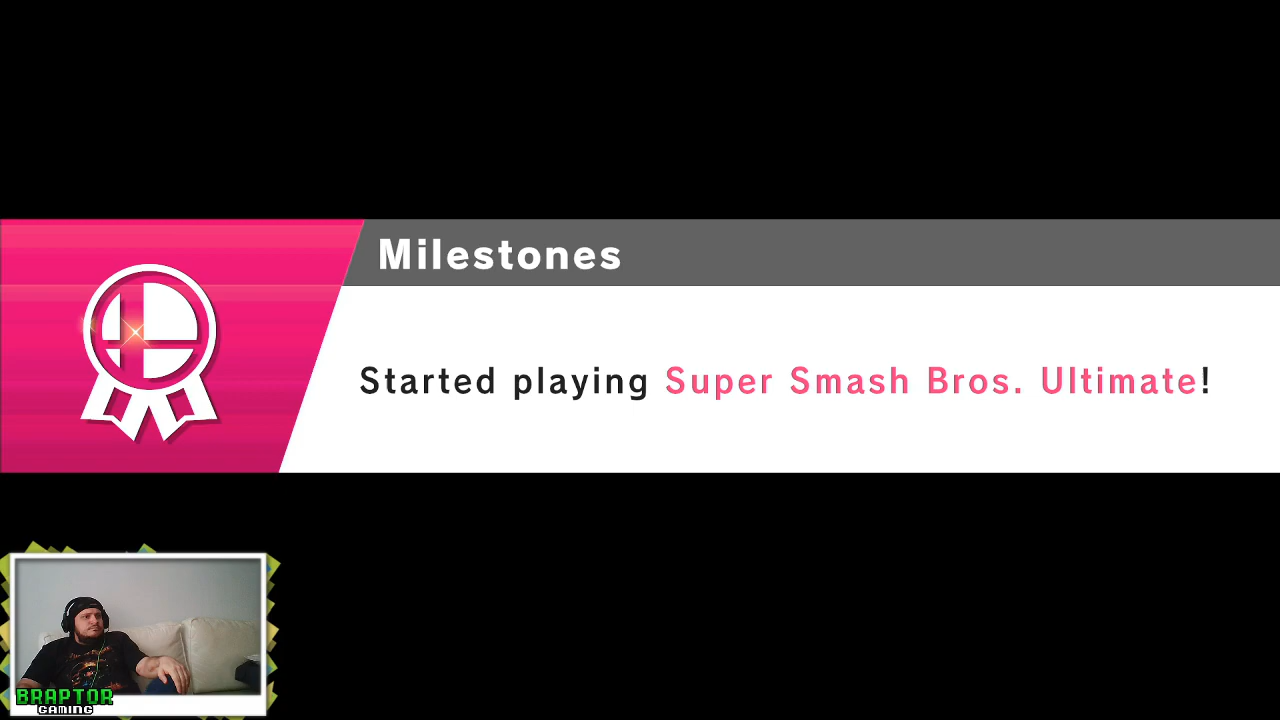 Milestones
Started playing Super Smash Bros. Ultimate!
BRAPTOR
GAMING